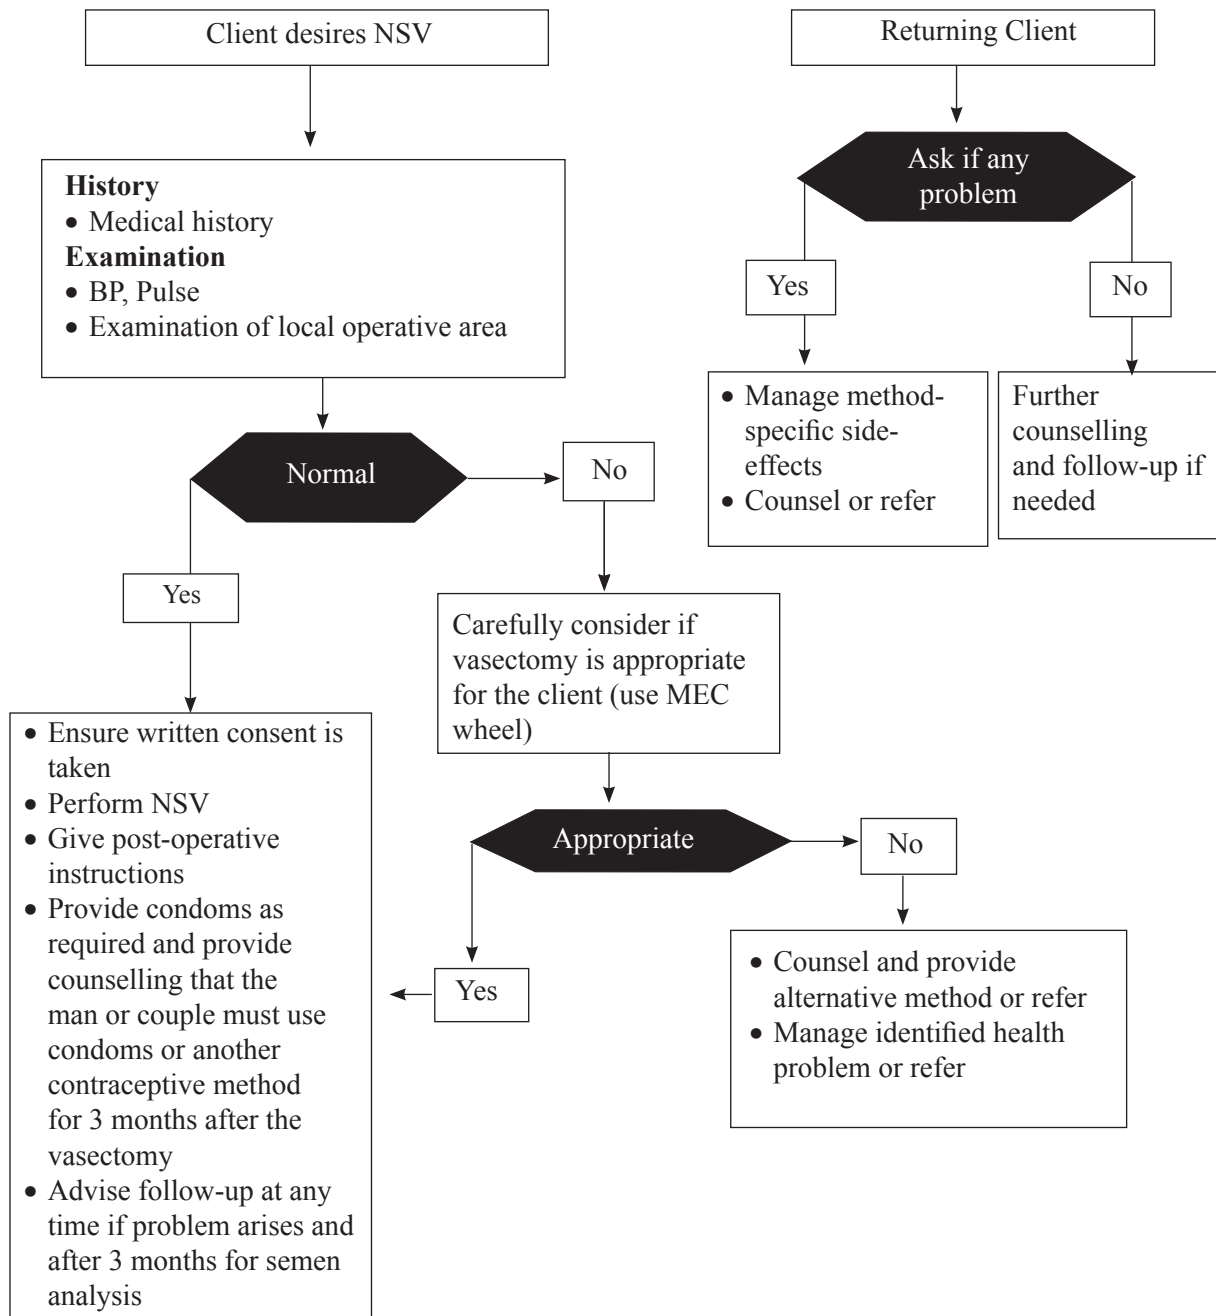 Client desires NSV
History
• Medical history
Examination
• BP, Pulse
• Examination of local operative area
Normal
No
Yes
Carefully consider if
vasectomy is appropriate
for the client (use MEC
wheel)
• Ensure written consent is
taken
• Perform NSV
• Give post-operative
instructions
• Provide condoms as
required and provide
counselling that the
man or couple must use
condoms or another
contraceptive method
for 3 months after the
vasectomy
• Advise follow-up at any
time if problem arises and
after 3 months for semen
analysis
Appropriate
No
Yes
• Counsel and provide
alternative method or refer
• Manage identified health
problem or refer
Returning Client
Ask if any
problem
Yes
No
• Manage method-
specific side-
effects
• Counsel or refer
Further
counselling
and follow-up if
needed